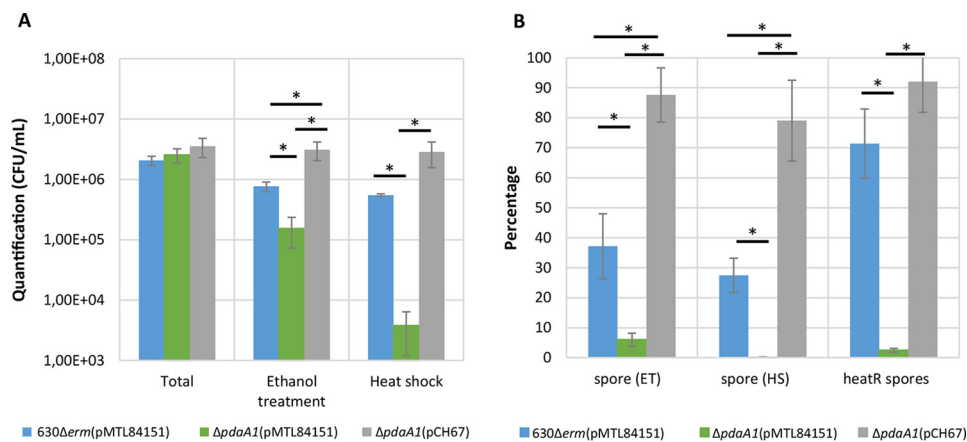 A
Quantification (CFU/mL)
1,00E+08
1,00E+07
1,00E+06
1,00E+05
1,00E+04
1,00E+03
* * * * *
Total
Ethanol treatment
Heat shock
630Δerm(pMTL84151)
ΔpdaA1(pMTL84151)
ΔpdaA1(pCH67)
B
Percentage
100
90
80
70
60
50
40
30
20
10
0
* * * * * * * *
spore (ET)
spore (HS)
heatR spores
630Δerm(pMTL84151)
ΔpdaA1(pMTL84151)
ΔpdaA1(pCH67)